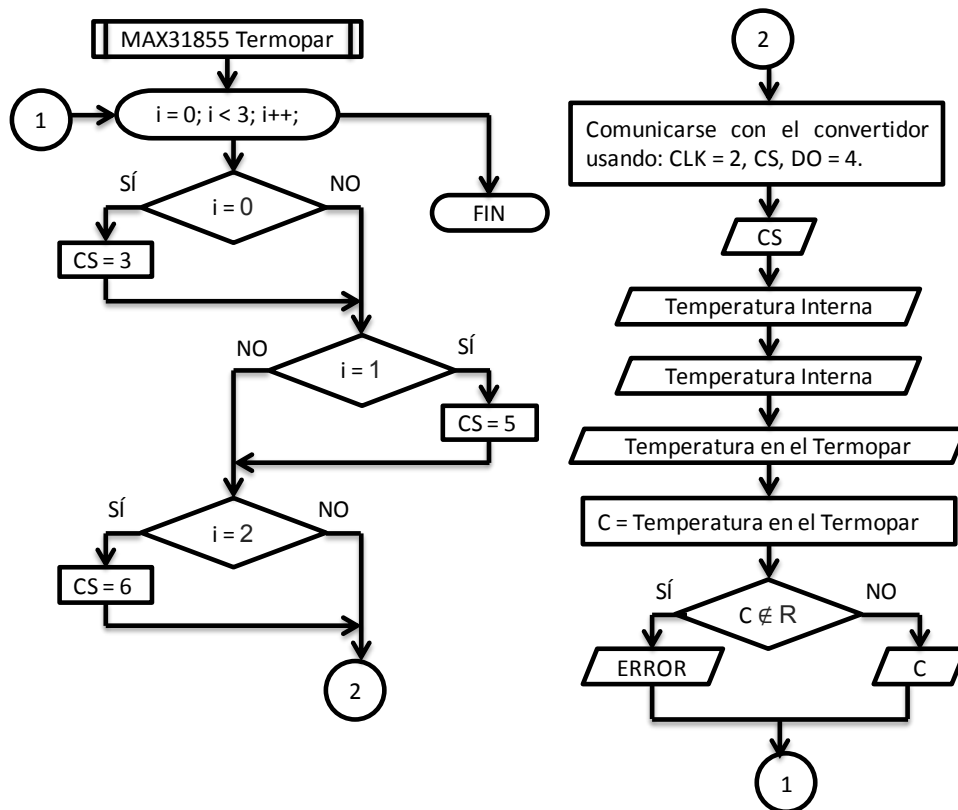 MAX31855 Termopar
1
i = 0; i < 3; i++;
SÍ
NO
i = 0
FIN
CS = 3
NO
SÍ
i = 1
CS = 5
SÍ
NO
i = 2
CS = 6
2
2
Comunicarse con el convertidor
usando: CLK = 2, CS, DO = 4.
CS
Temperatura Interna
Temperatura Interna
Temperatura en el Termopar
C = Temperatura en el Termopar
SÍ
NO
C ∉ R
ERROR
C
1